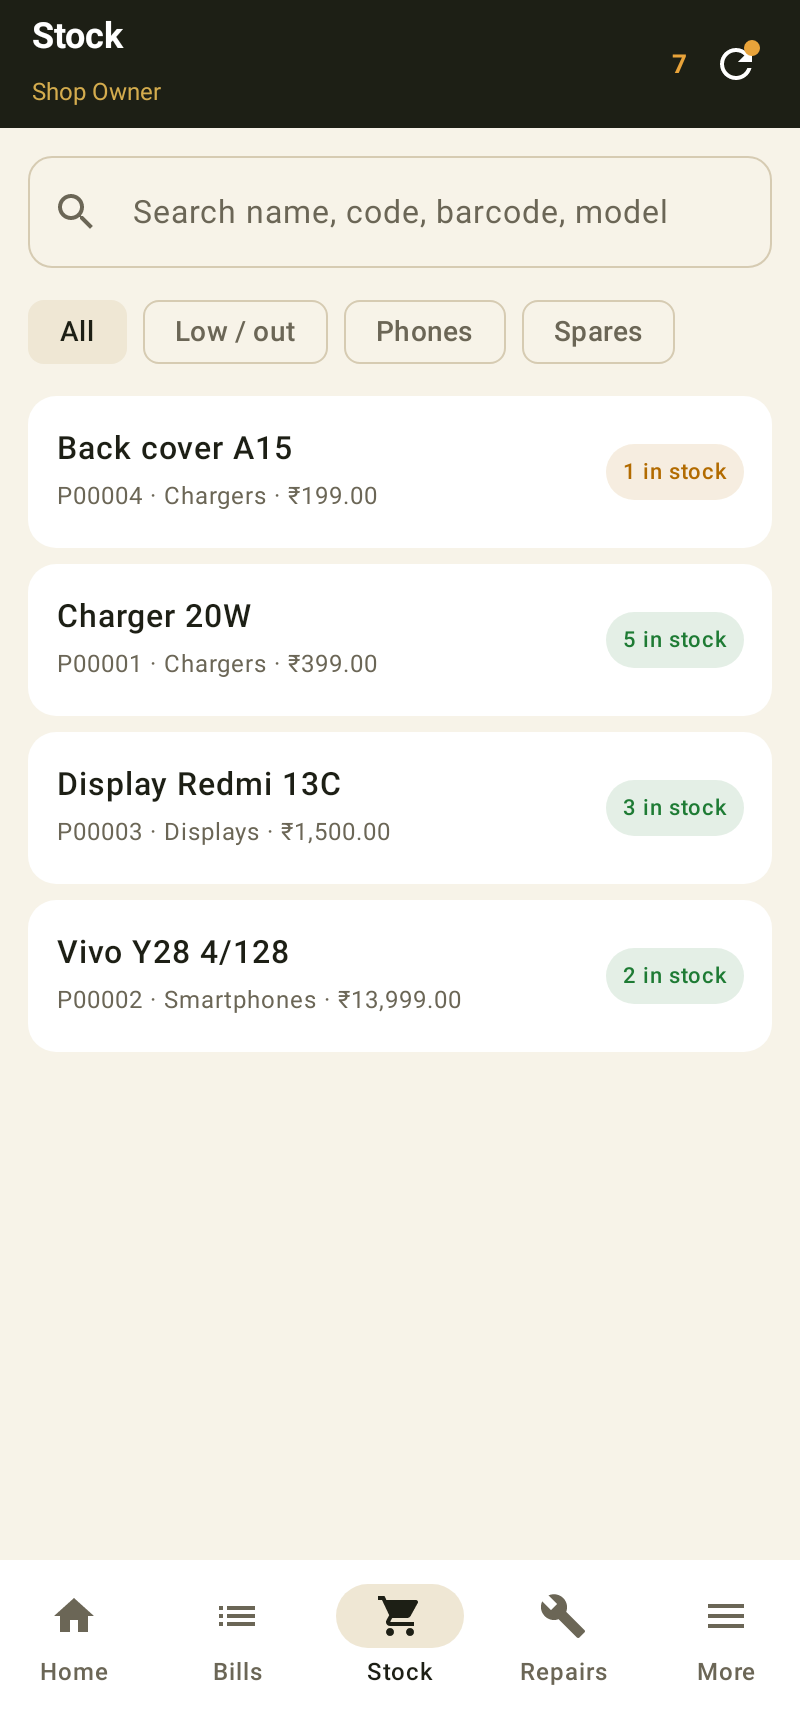 Stock
Shop Owner
7
Search name, code, barcode, model
All
Low / out
Phones
Spares
Back cover A15
P00004 · Chargers · ₹199.00
1 in stock
Charger 20W
P00001 · Chargers · ₹399.00
5 in stock
Display Redmi 13C
P00003 · Displays · ₹1,500.00
3 in stock
Vivo Y28 4/128
P00002 · Smartphones · ₹13,999.00
2 in stock
Home
Bills
Stock
Repairs
More